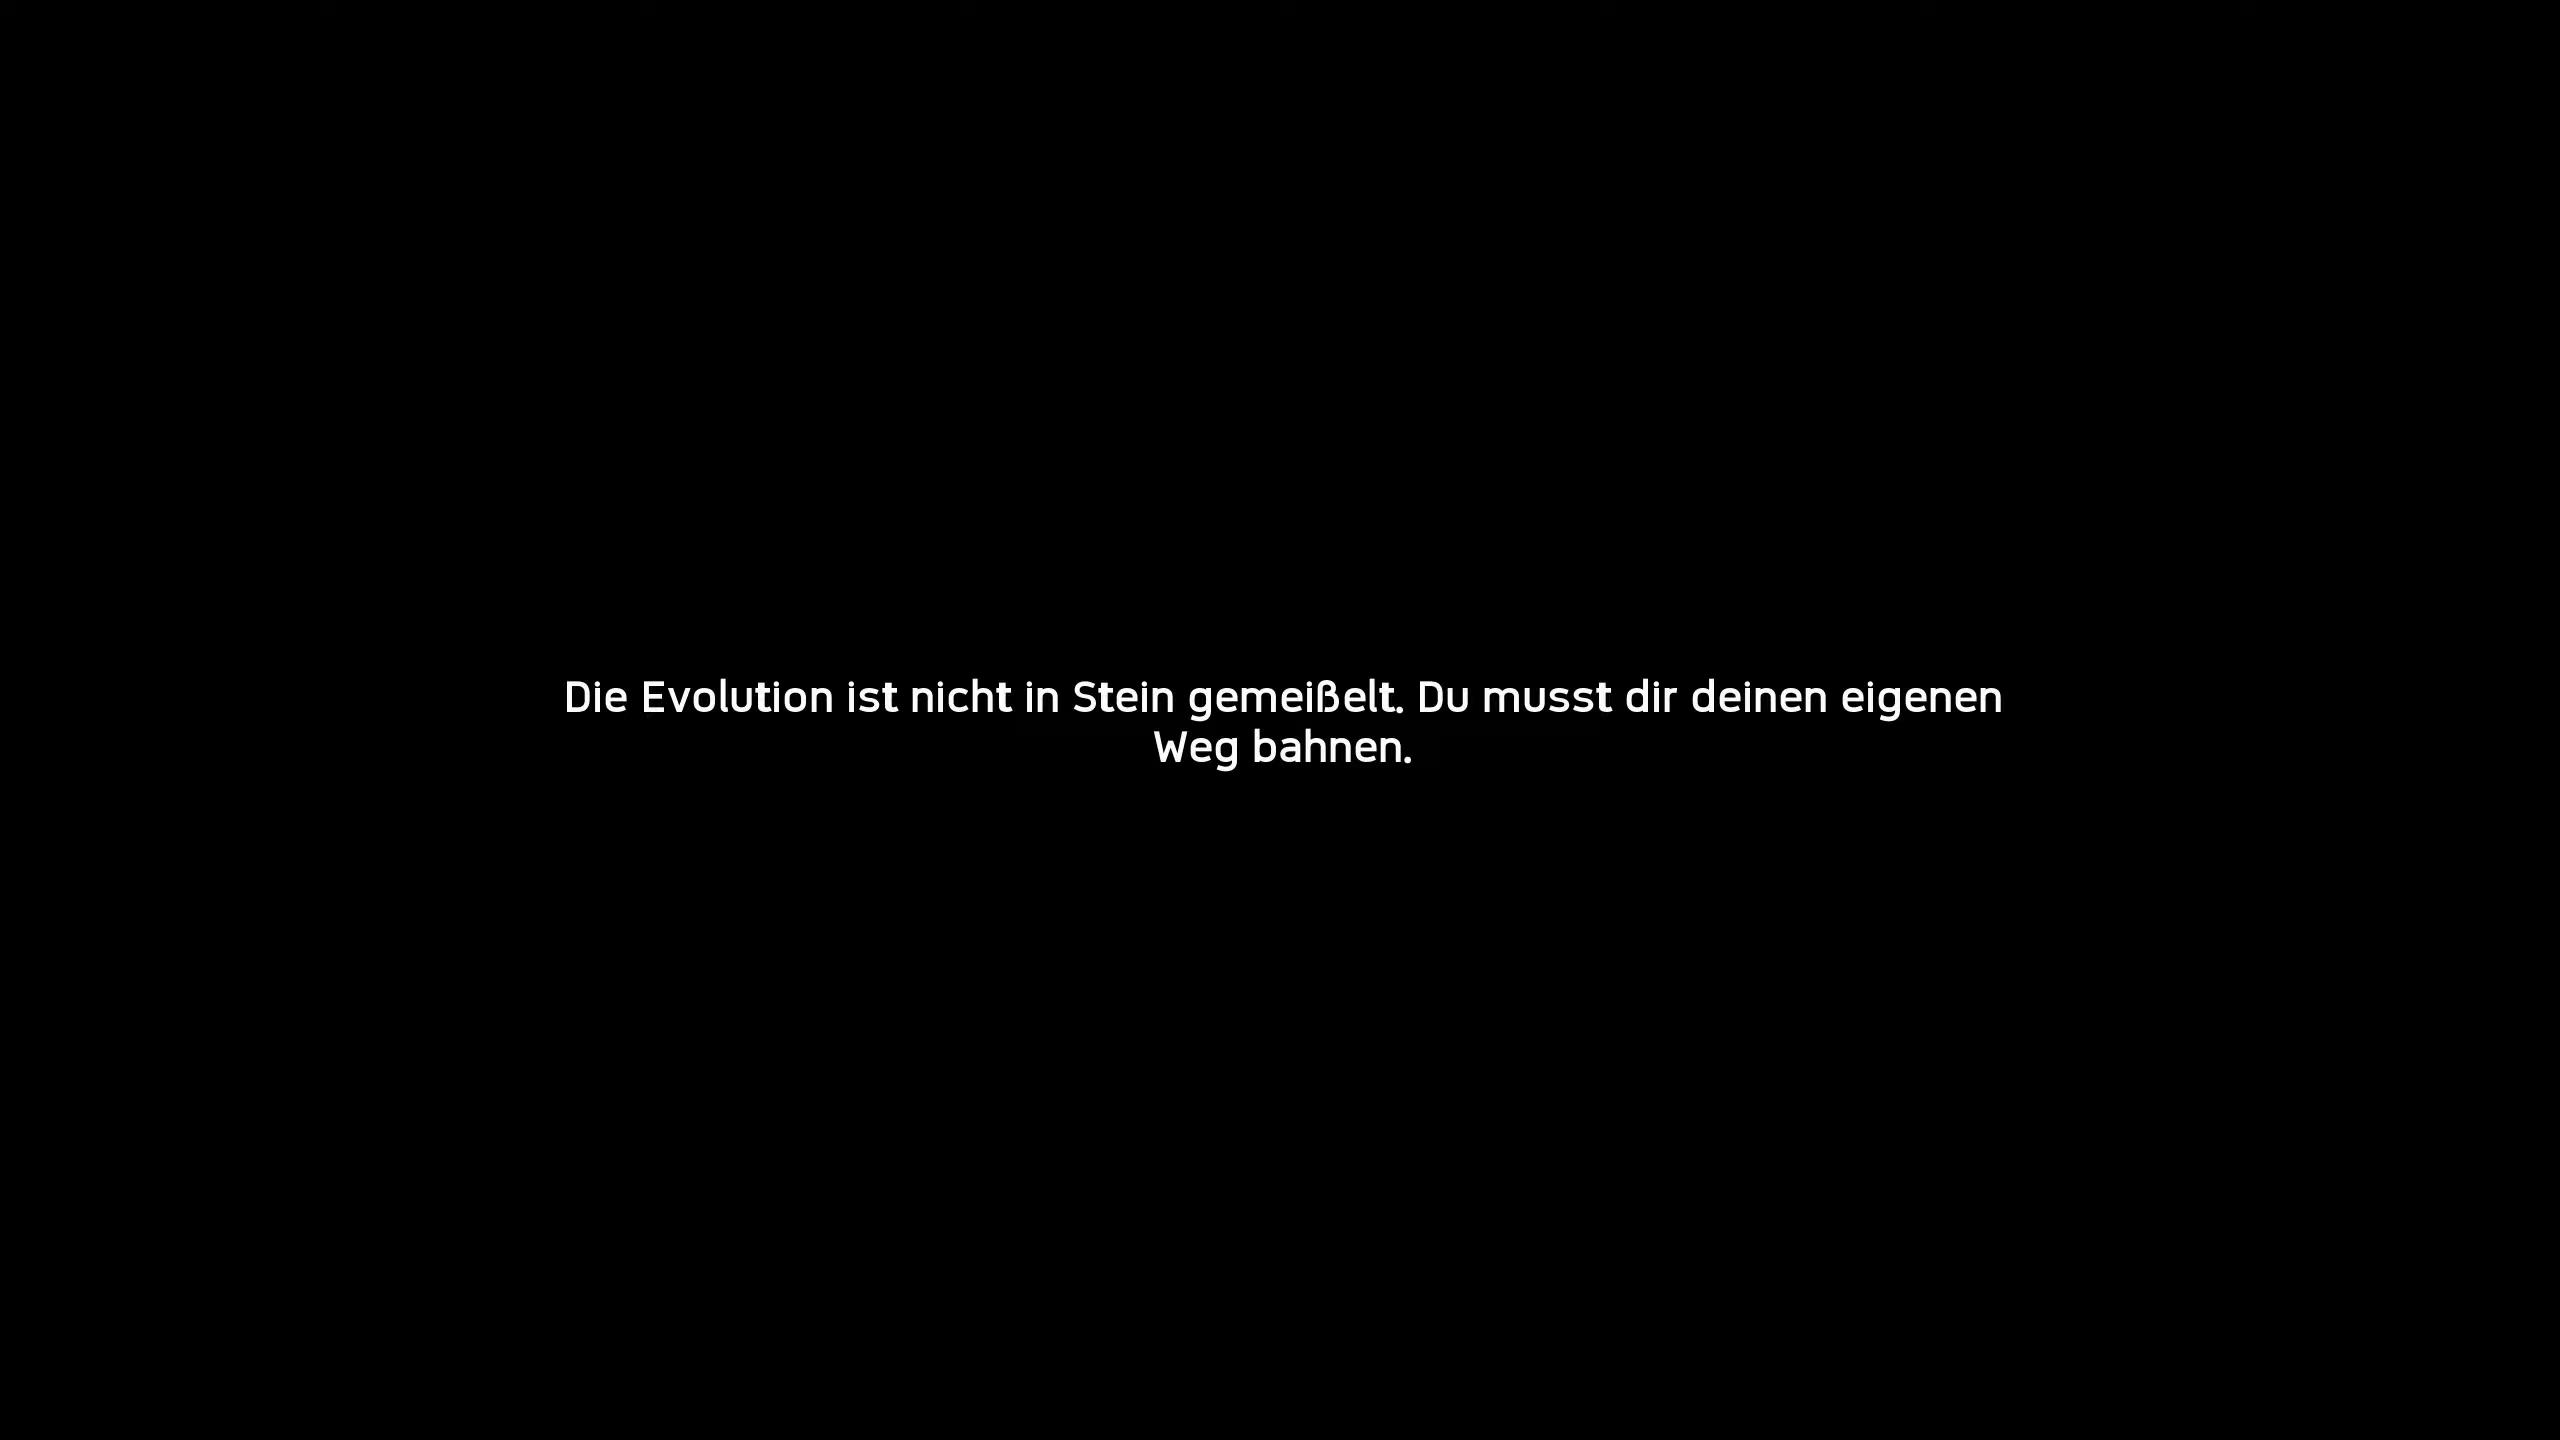 Die Evolution ist nicht in Stein gemeißelt. Du musst dir deinen eigenen
Weg bahnen.